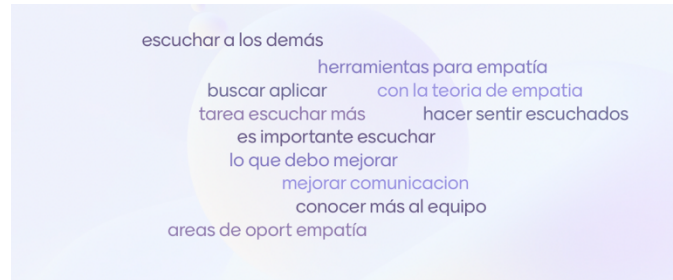 escuchar a los demás
herramientas para empatía
buscar aplicar con la teoria de empatia
tarea escuchar más hacer sentir escuchados
es importante escuchar
lo que debo mejorar
mejorar comunicacion
conocer más al equipo
areas de oport empatía